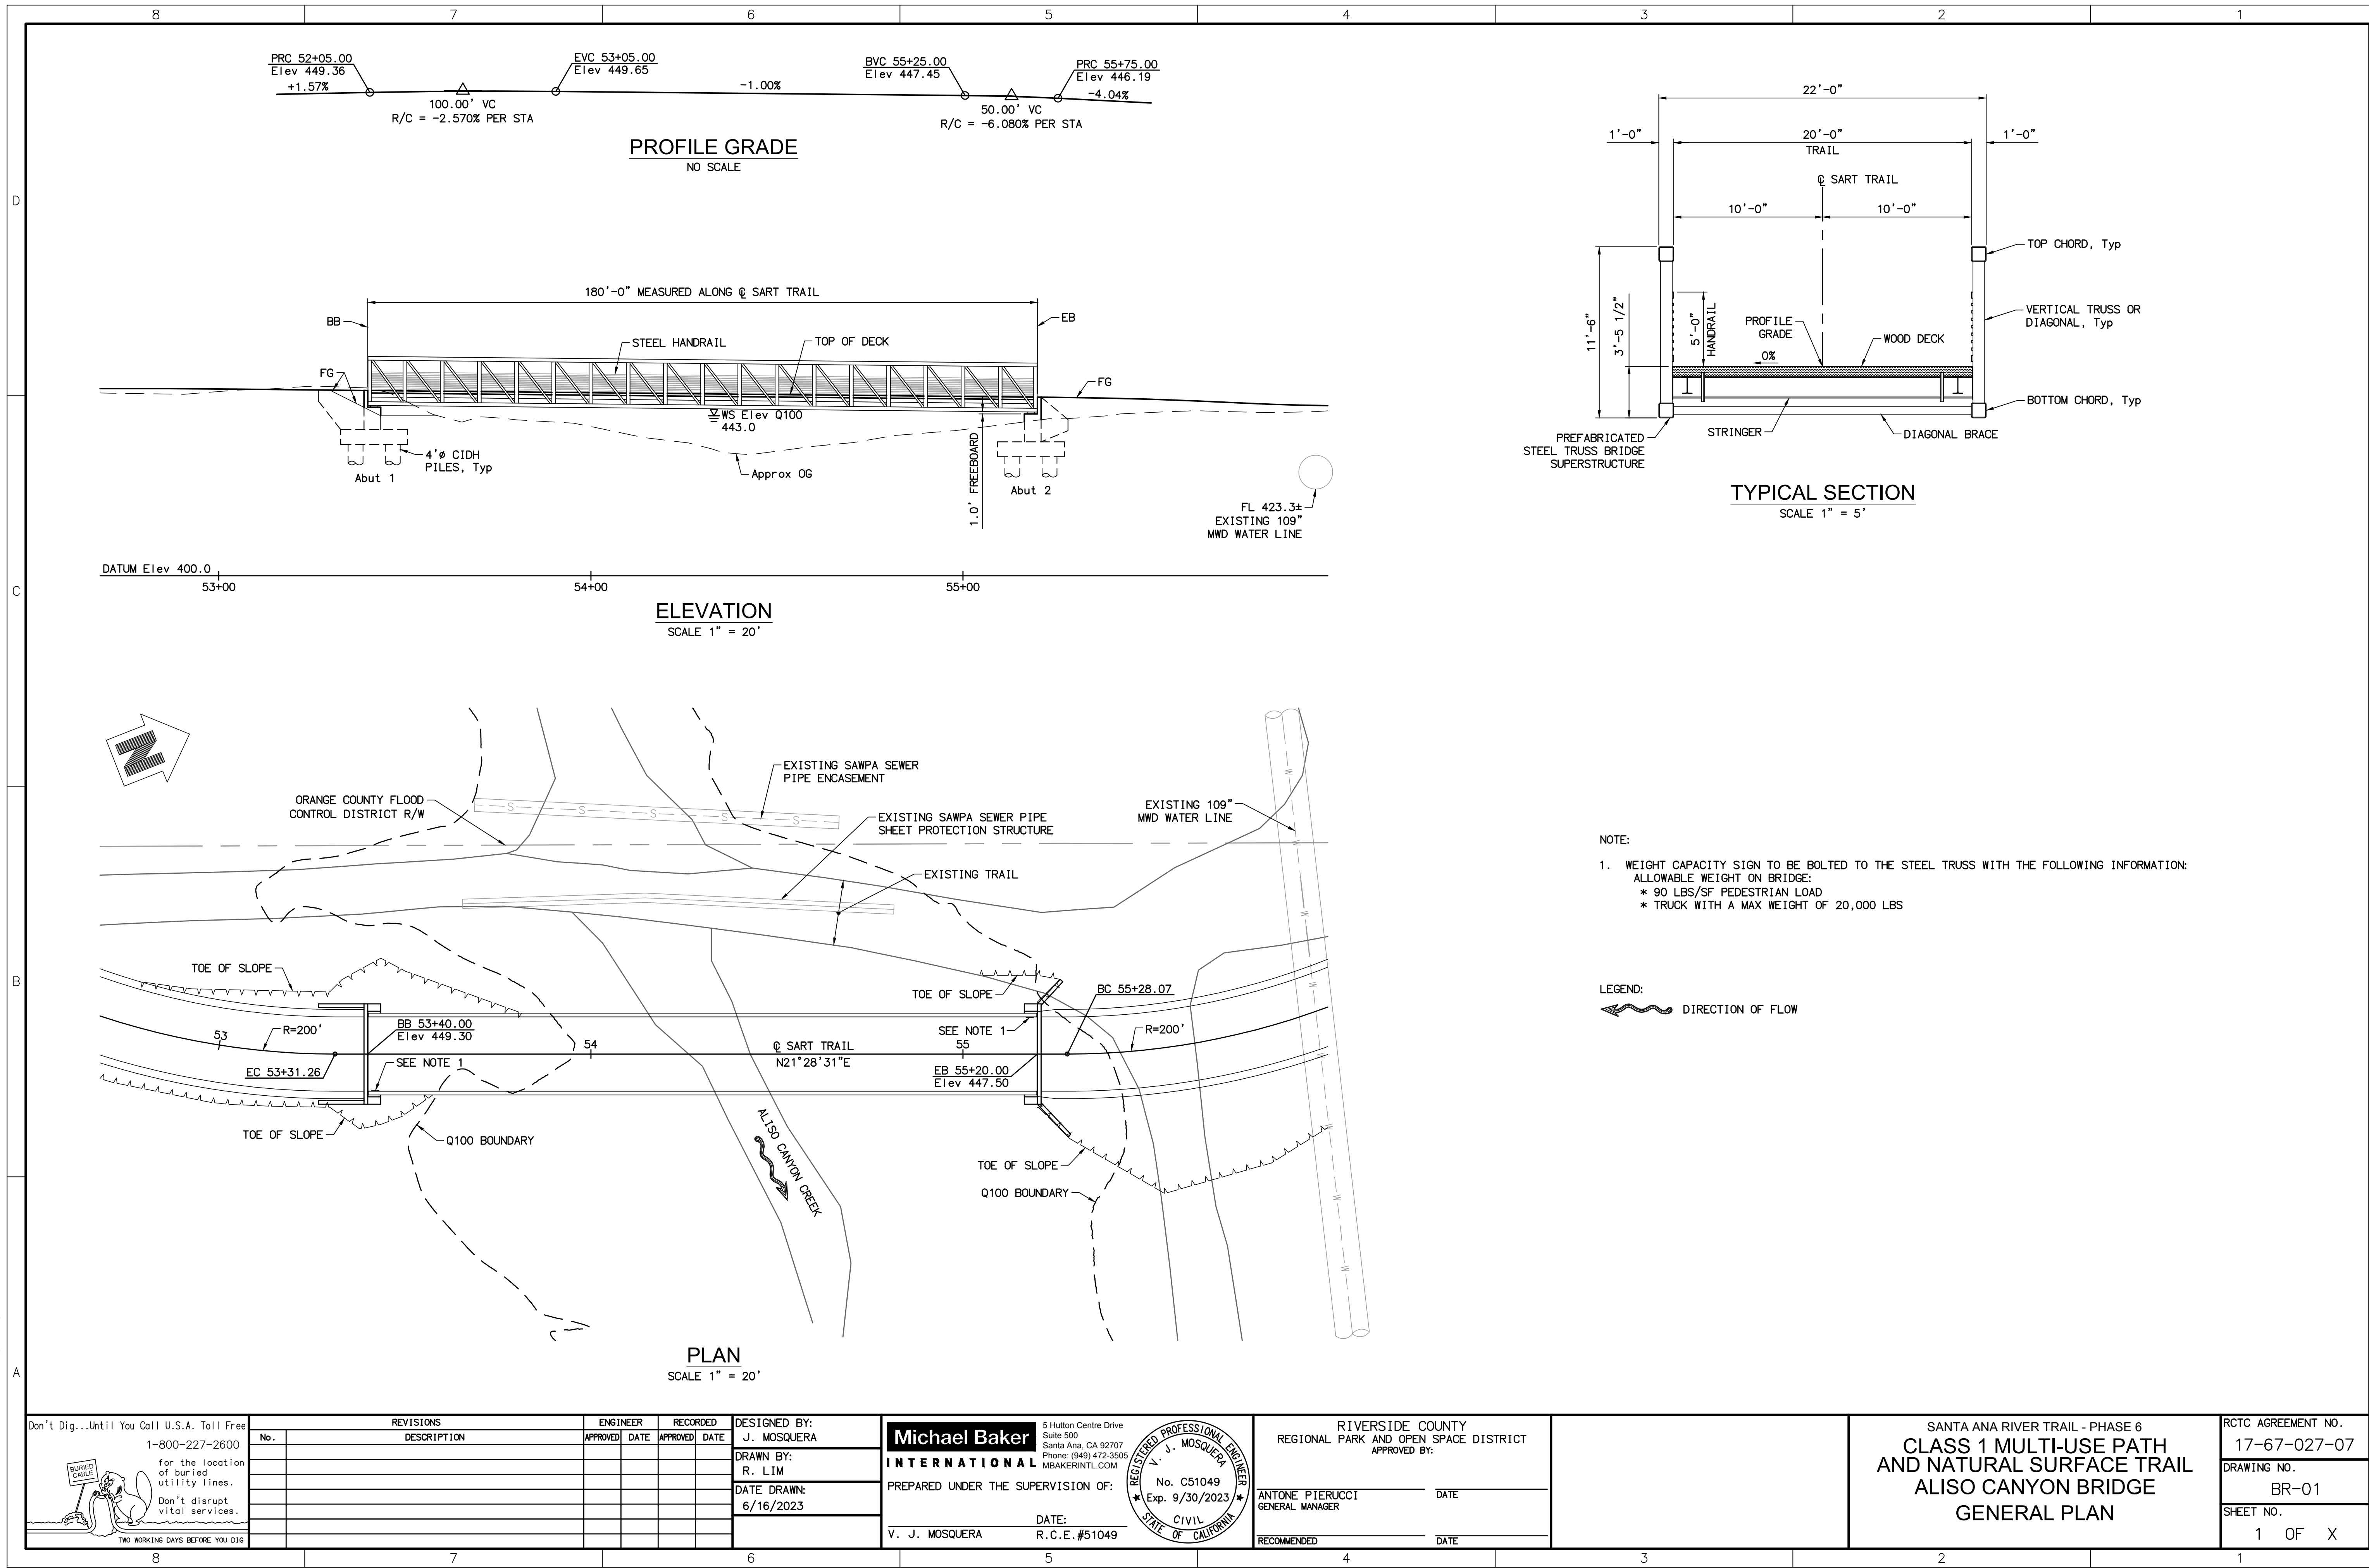 8 7 6 5 4 3 2 1
D
C
B
A
PRC 52+05.00
Elev 449.36
+1.57%
EVC 53+05.00
Elev 449.65
100.00' VC
R/C = -2.570% PER STA
-1.00%
BVC 55+25.00
Elev 447.45
PRC 55+75.00
Elev 446.19
-4.04%
50.00' VC
R/C = -6.080% PER STA
PROFILE GRADE
NO SCALE
180'-0" MEASURED ALONG ℄ SART TRAIL
BB
EB
STEEL HANDRAIL
TOP OF DECK
FG
FG
WS Elev Q100
443.0
4'ø CIDH
PILES, Typ
Abut 1
Approx OG
1.0' FREEBOARD
Abut 2
FL 423.3±
EXISTING 109"
MWD WATER LINE
DATUM Elev 400.0
53+00
54+00
55+00
ELEVATION
SCALE 1" = 20'
22'-0"
1'-0"
20'-0"
TRAIL
1'-0"
℄ SART TRAIL
10'-0"
10'-0"
TOP CHORD, Typ
11'-6"
3'-5 1/2"
5'-0"
HANDRAIL
PROFILE
GRADE
0%
WOOD DECK
VERTICAL TRUSS OR
DIAGONAL, Typ
BOTTOM CHORD, Typ
PREFABRICATED
STEEL TRUSS BRIDGE
SUPERSTRUCTURE
STRINGER
DIAGONAL BRACE
TYPICAL SECTION
SCALE 1" = 5'
N
EXISTING SAWPA SEWER
PIPE ENCASEMENT
ORANGE COUNTY FLOOD
CONTROL DISTRICT R/W
S S S S S
EXISTING SAWPA SEWER PIPE
SHEET PROTECTION STRUCTURE
EXISTING 109"
MWD WATER LINE
W W W W W W W
EXISTING TRAIL
TOE OF SLOPE
TOE OF SLOPE
BC 55+28.07
53
R=200'
BB 53+40.00
Elev 449.30
SEE NOTE 1
R=200'
54
℄ SART TRAIL
N21°28'31"E
55
EC 53+31.26
SEE NOTE 1
EB 55+20.00
Elev 447.50
TOE OF SLOPE
Q100 BOUNDARY
ALISO CANYON CREEK
TOE OF SLOPE
Q100 BOUNDARY
PLAN
SCALE 1" = 20'
NOTE:
1. WEIGHT CAPACITY SIGN TO BE BOLTED TO THE STEEL TRUSS WITH THE FOLLOWING INFORMATION:
ALLOWABLE WEIGHT ON BRIDGE:
* 90 LBS/SF PEDESTRIAN LOAD
* TRUCK WITH A MAX WEIGHT OF 20,000 LBS
LEGEND:
DIRECTION OF FLOW
Don't Dig...Until You Call U.S.A. Toll Free
1-800-227-2600
for the location
of buried
utility lines.
Don't disrupt
vital services.
BURIED
CABLE
TWO WORKING DAYS BEFORE YOU DIG
REVISIONS
ENGINEER
RECORDED
No.
DESCRIPTION
APPROVED DATE APPROVED DATE
DESIGNED BY:
J. MOSQUERA
DRAWN BY:
R. LIM
DATE DRAWN:
6/16/2023
Michael Baker
INTERNATIONAL
5 Hutton Centre Drive
Suite 500
Santa Ana, CA 92707
Phone: (949) 472-3505
MBAKERINTL.COM
PREPARED UNDER THE SUPERVISION OF:
DATE:
V. J. MOSQUERA
R.C.E.#51049
REGISTERED PROFESSIONAL ENGINEER
V. J. MOSQUERA
No. C51049
Exp. 9/30/2023
CIVIL
STATE OF CALIFORNIA
RIVERSIDE COUNTY
REGIONAL PARK AND OPEN SPACE DISTRICT
APPROVED BY:
ANTONE PIERUCCI
GENERAL MANAGER
DATE
RECOMMENDED
DATE
SANTA ANA RIVER TRAIL - PHASE 6
CLASS 1 MULTI-USE PATH
AND NATURAL SURFACE TRAIL
ALISO CANYON BRIDGE
GENERAL PLAN
RCTC AGREEMENT NO.
17-67-027-07
DRAWING NO.
BR-01
SHEET NO.
1 OF X
8 7 6 5 4 3 2 1